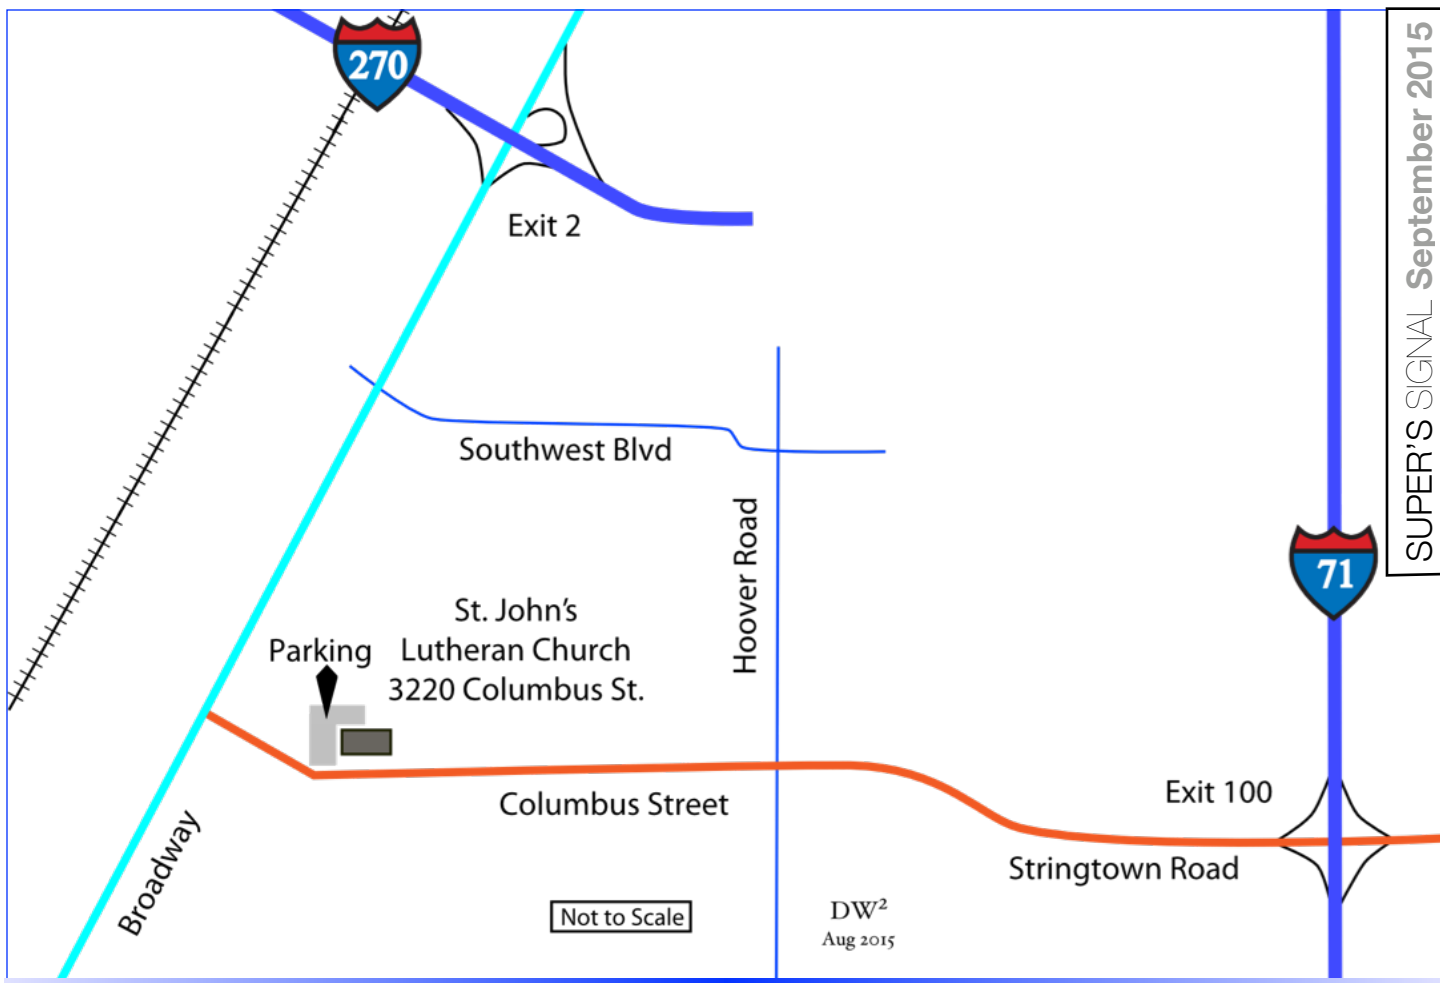 270
SUPER'S SIGNAL September 2015
Exit 2
Southwest Blvd
Hoover Road
71
St. John's
Lutheran Church
3220 Columbus St.
Parking
Exit 100
Columbus Street
Stringtown Road
Broadway
Not to Scale
DW²
Aug 2015